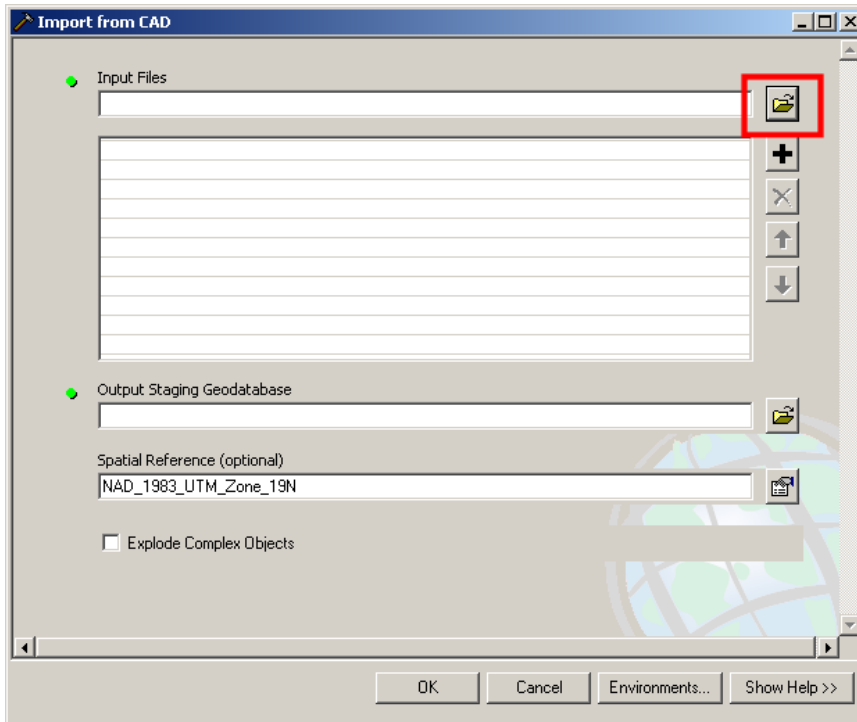 Import from CAD
Input Files
Output Staging Geodatabase
Spatial Reference (optional)
NAD_1983_UTM_Zone_19N
Explode Complex Objects
OK
Cancel
Environments...
Show Help >>